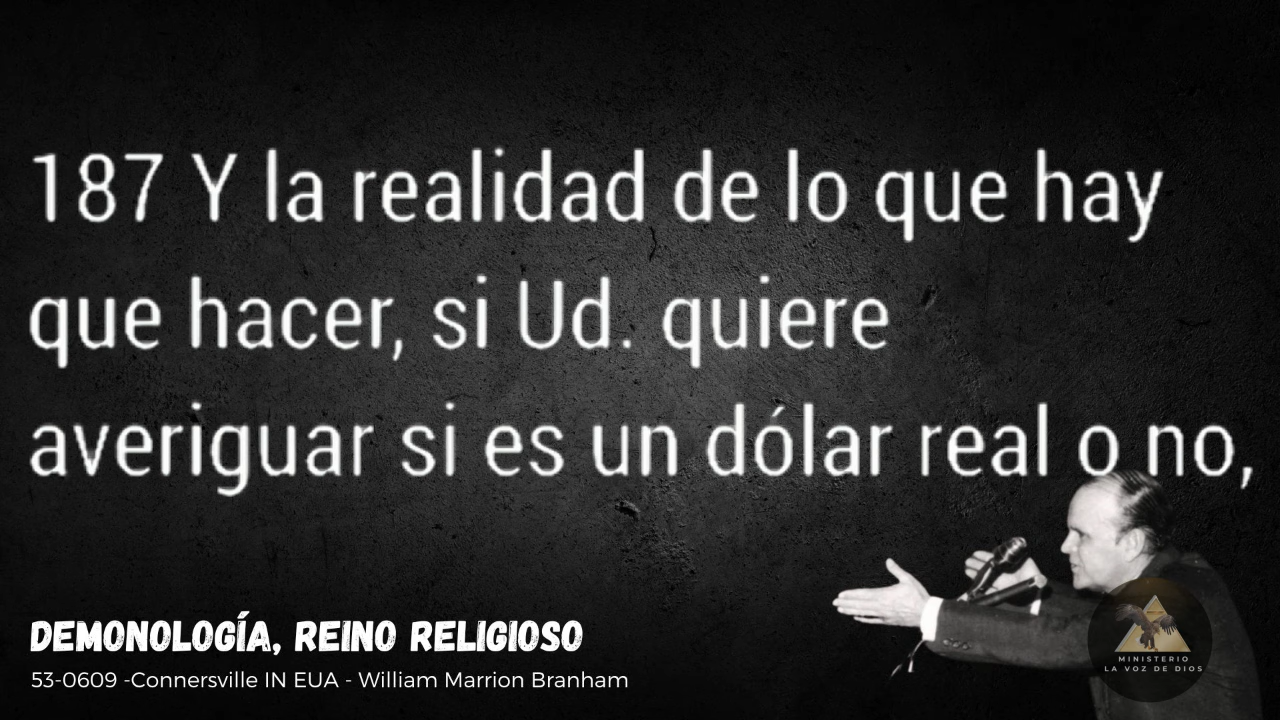 187 Y la realidad de lo que hay
que hacer, si Ud. quiere
averiguar si es un dólar real o no,
DEMONOLOGÍA, REINO RELIGIOSO
53-0609 -Connersville IN EUA - William Marrion Branham
MINISTERIO
LA VOZ DE DIOS